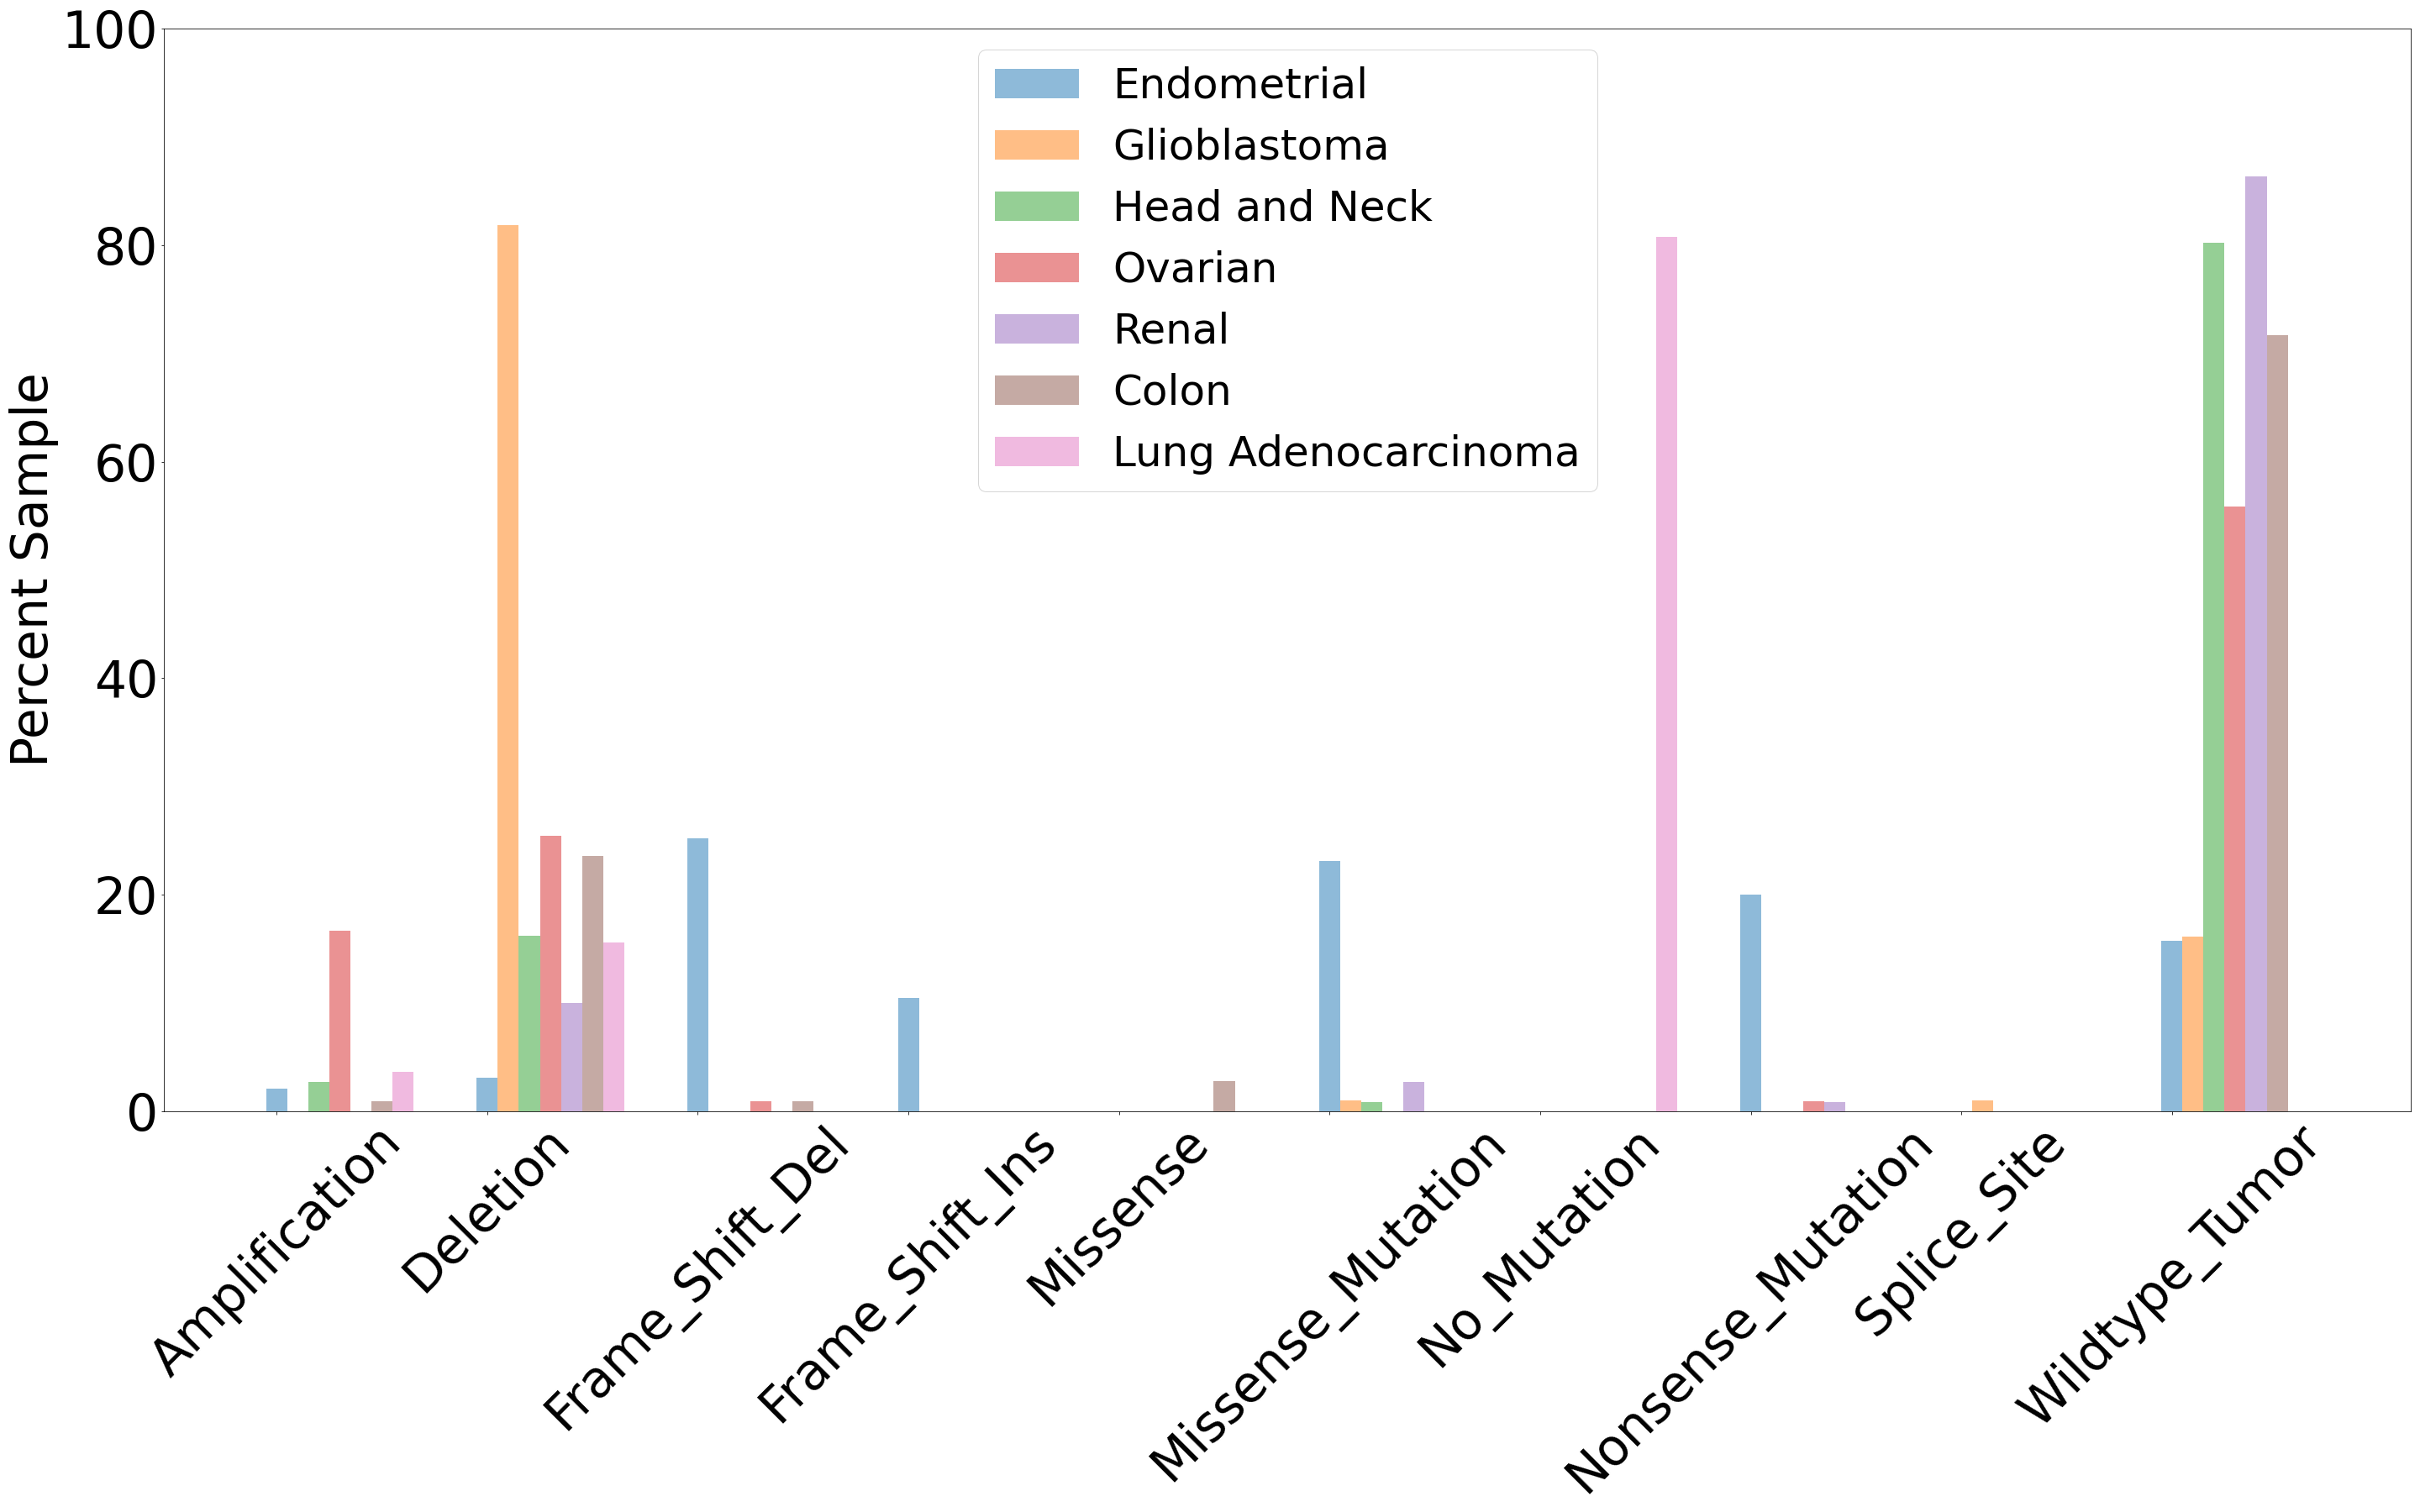 Percent Sample
100
80
60
40
20
0
Endometrial
Glioblastoma
Head and Neck
Ovarian
Renal
Colon
Lung Adenocarcinoma
Amplification
Deletion
Frame_Shift_Del
Frame_Shift_Ins
Missense
Missense_Mutation
No_Mutation
Nonsense_Mutation
Splice_Site
Wildtype_Tumor